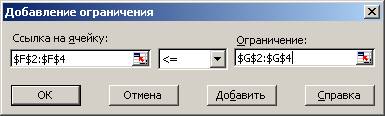 Добавление ограничения
Ссылка на ячейку: Ограничение:
$F$2:$F$4 <= $G$2:$G$4
ОК Отмена Добавить Справка